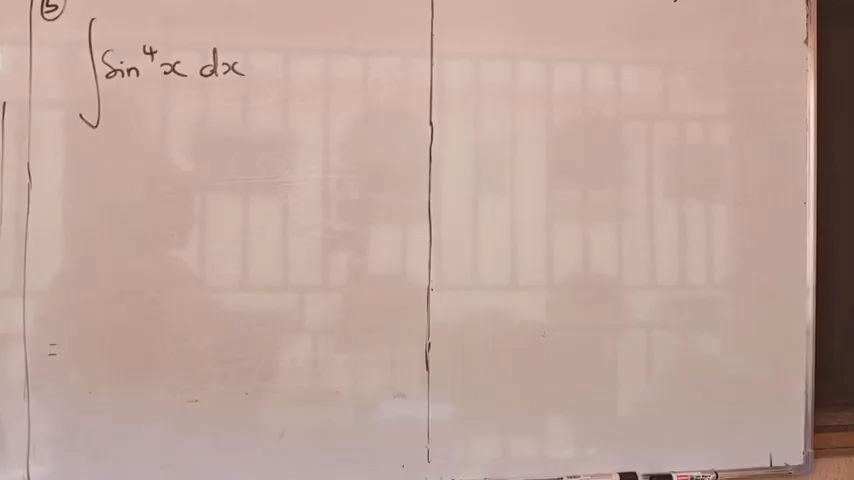 ⑤
∫ Sin⁴x dx
=